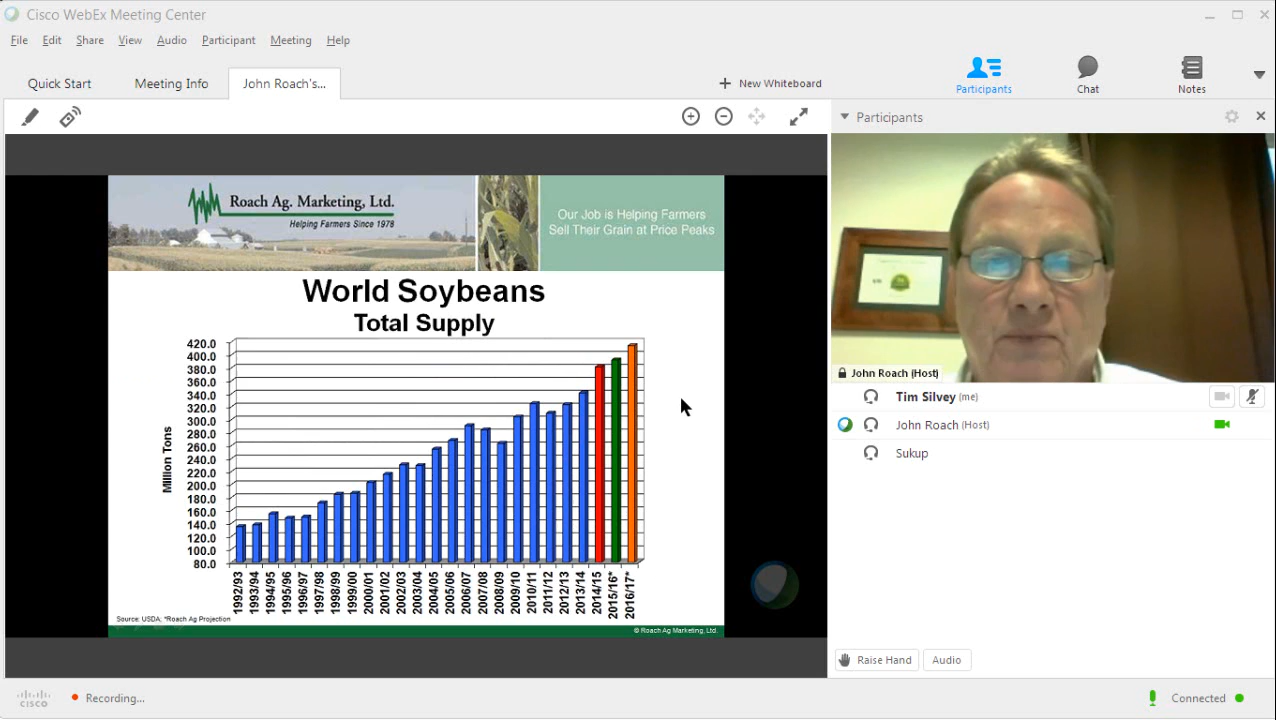 Cisco WebEx Meeting Center
File Edit Share View Audio Participant Meeting Help
Quick Start Meeting Info John Roach's...
New Whiteboard
Participants Chat Notes
Roach Ag. Marketing, Ltd.
Helping Farmers Since 1978
Our Job is Helping Farmers
Sell Their Grain at Price Peaks
World Soybeans
Total Supply
Million Tons
420.0
400.0
380.0
360.0
340.0
320.0
300.0
280.0
260.0
240.0
220.0
200.0
180.0
160.0
140.0
120.0
100.0
80.0
1992/93 1993/94 1994/95 1995/96 1996/97 1997/98 1998/99 1999/00 2000/01 2001/02 2002/03 2003/04 2004/05 2005/06 2006/07 2007/08 2008/09 2009/10 2010/11 2011/12 2012/13 2013/14 2014/15 2015/16* 2016/17*
Source: USDA, *Roach Ag Projection
© Roach Ag Marketing, Ltd.
Participants
John Roach (Host)
Tim Silvey (me)
John Roach (Host)
Sukup
Raise Hand Audio
CISCO
Recording...
Connected